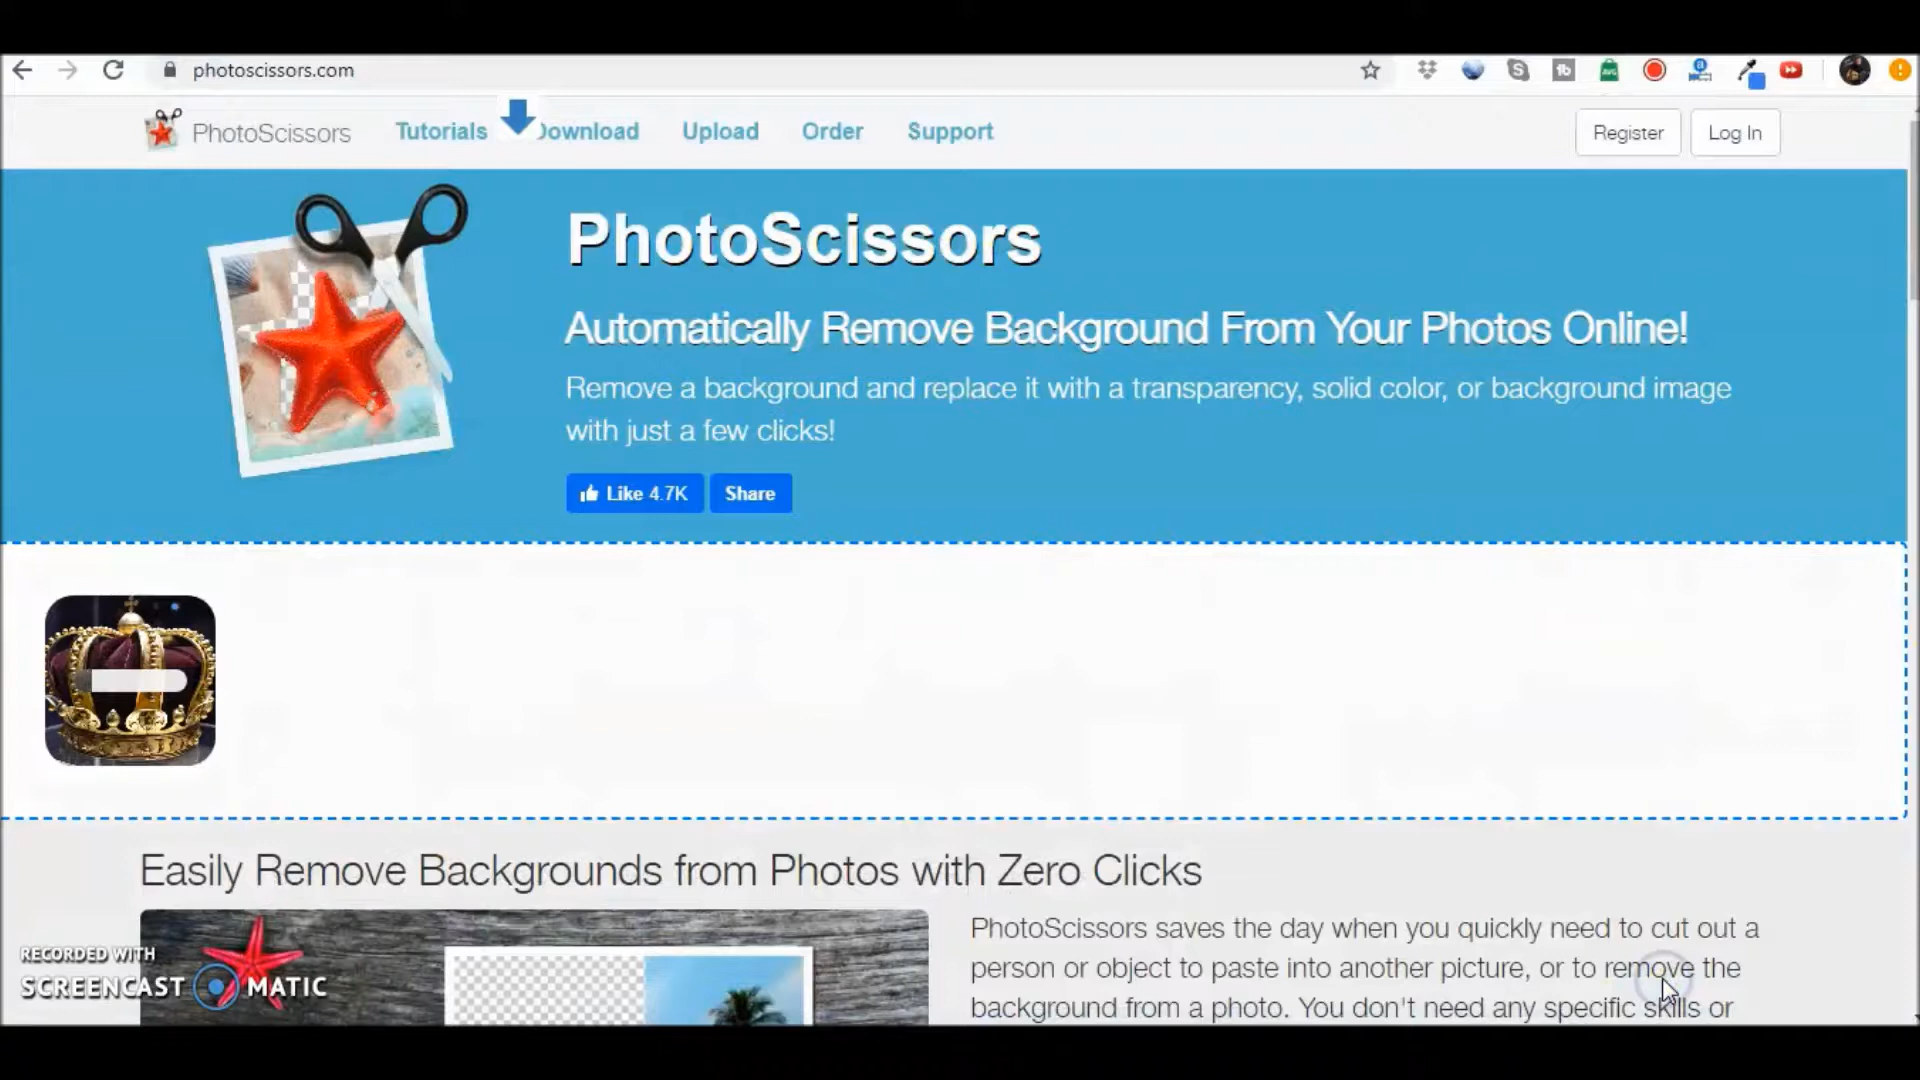 photoscissors.com
PhotoScissors
Tutorials
Download
Upload
Order
Support
Register
Log In
PhotoScissors
Automatically Remove Background From Your Photos Online!
Remove a background and replace it with a transparency, solid color, or background image
with just a few clicks!
Like 4.7K
Share
Easily Remove Backgrounds from Photos with Zero Clicks
PhotoScissors saves the day when you quickly need to cut out a
person or object to paste into another picture, or to remove the
background from a photo. You don't need any specific skills or
RECORDED WITH
SCREENCAST MATIC